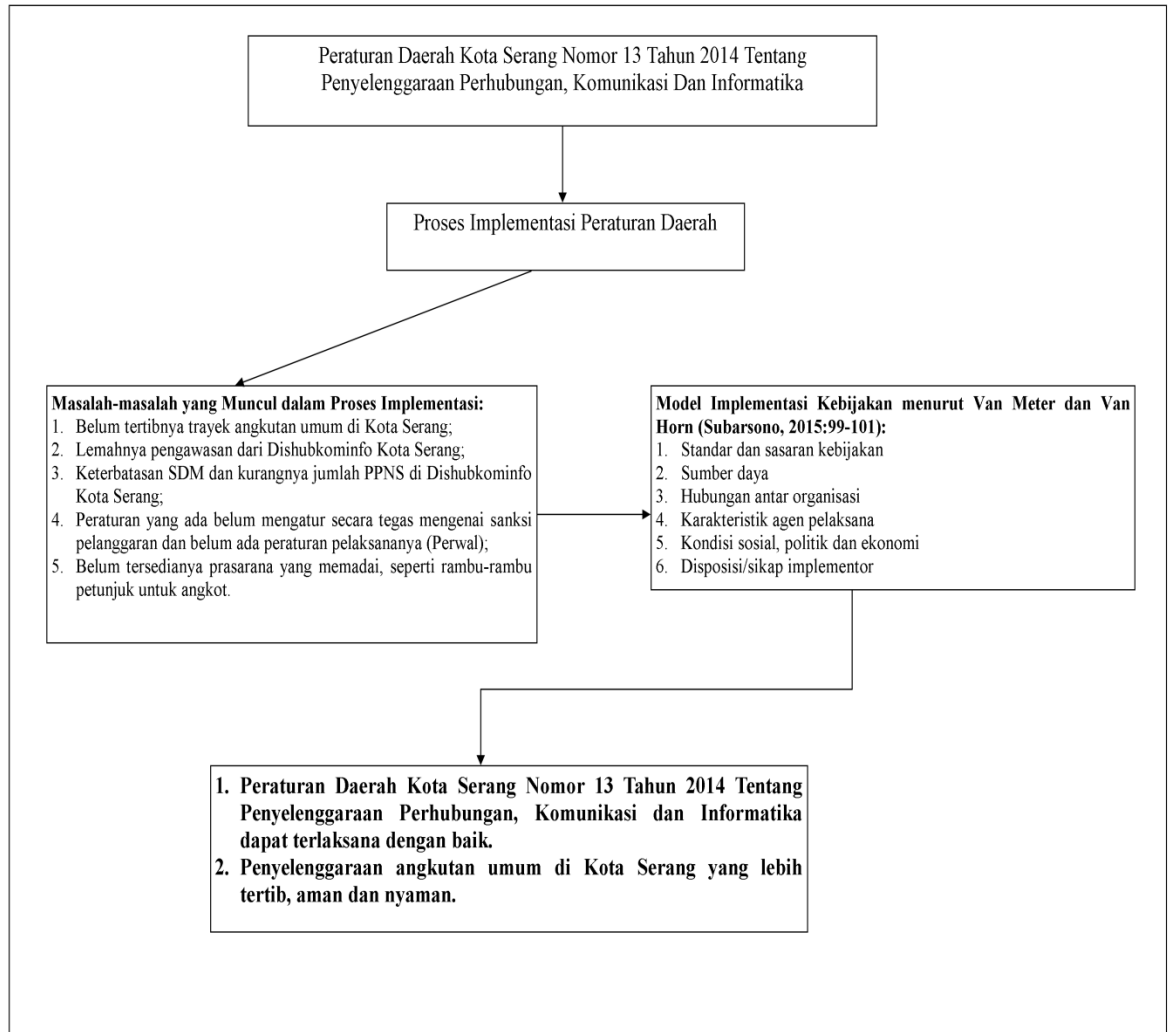 Peraturan Daerah Kota Serang Nomor 13 Tahun 2014 Tentang
Penyelenggaraan Perhubungan, Komunikasi Dan Informatika
Proses Implementasi Peraturan Daerah
Masalah-masalah yang Muncul dalam Proses Implementasi:
1. Belum tertibnya trayek angkutan umum di Kota Serang;
2. Lemahnya pengawasan dari Dishubkominfo Kota Serang;
3. Keterbatasan SDM dan kurangnya jumlah PPNS di Dishubkominfo
Kota Serang;
4. Peraturan yang ada belum mengatur secara tegas mengenai sanksi
pelanggaran dan belum ada peraturan pelaksananya (Perwal);
5. Belum tersedianya prasarana yang memadai, seperti rambu-rambu
petunjuk untuk angkot.
Model Implementasi Kebijakan menurut Van Meter dan Van
Horn (Subarsono, 2015:99-101):
1. Standar dan sasaran kebijakan
2. Sumber daya
3. Hubungan antar organisasi
4. Karakteristik agen pelaksana
5. Kondisi sosial, politik dan ekonomi
6. Disposisi/sikap implementor
1. Peraturan Daerah Kota Serang Nomor 13 Tahun 2014 Tentang
Penyelenggaraan Perhubungan, Komunikasi dan Informatika
dapat terlaksana dengan baik.
2. Penyelenggaraan angkutan umum di Kota Serang yang lebih
tertib, aman dan nyaman.